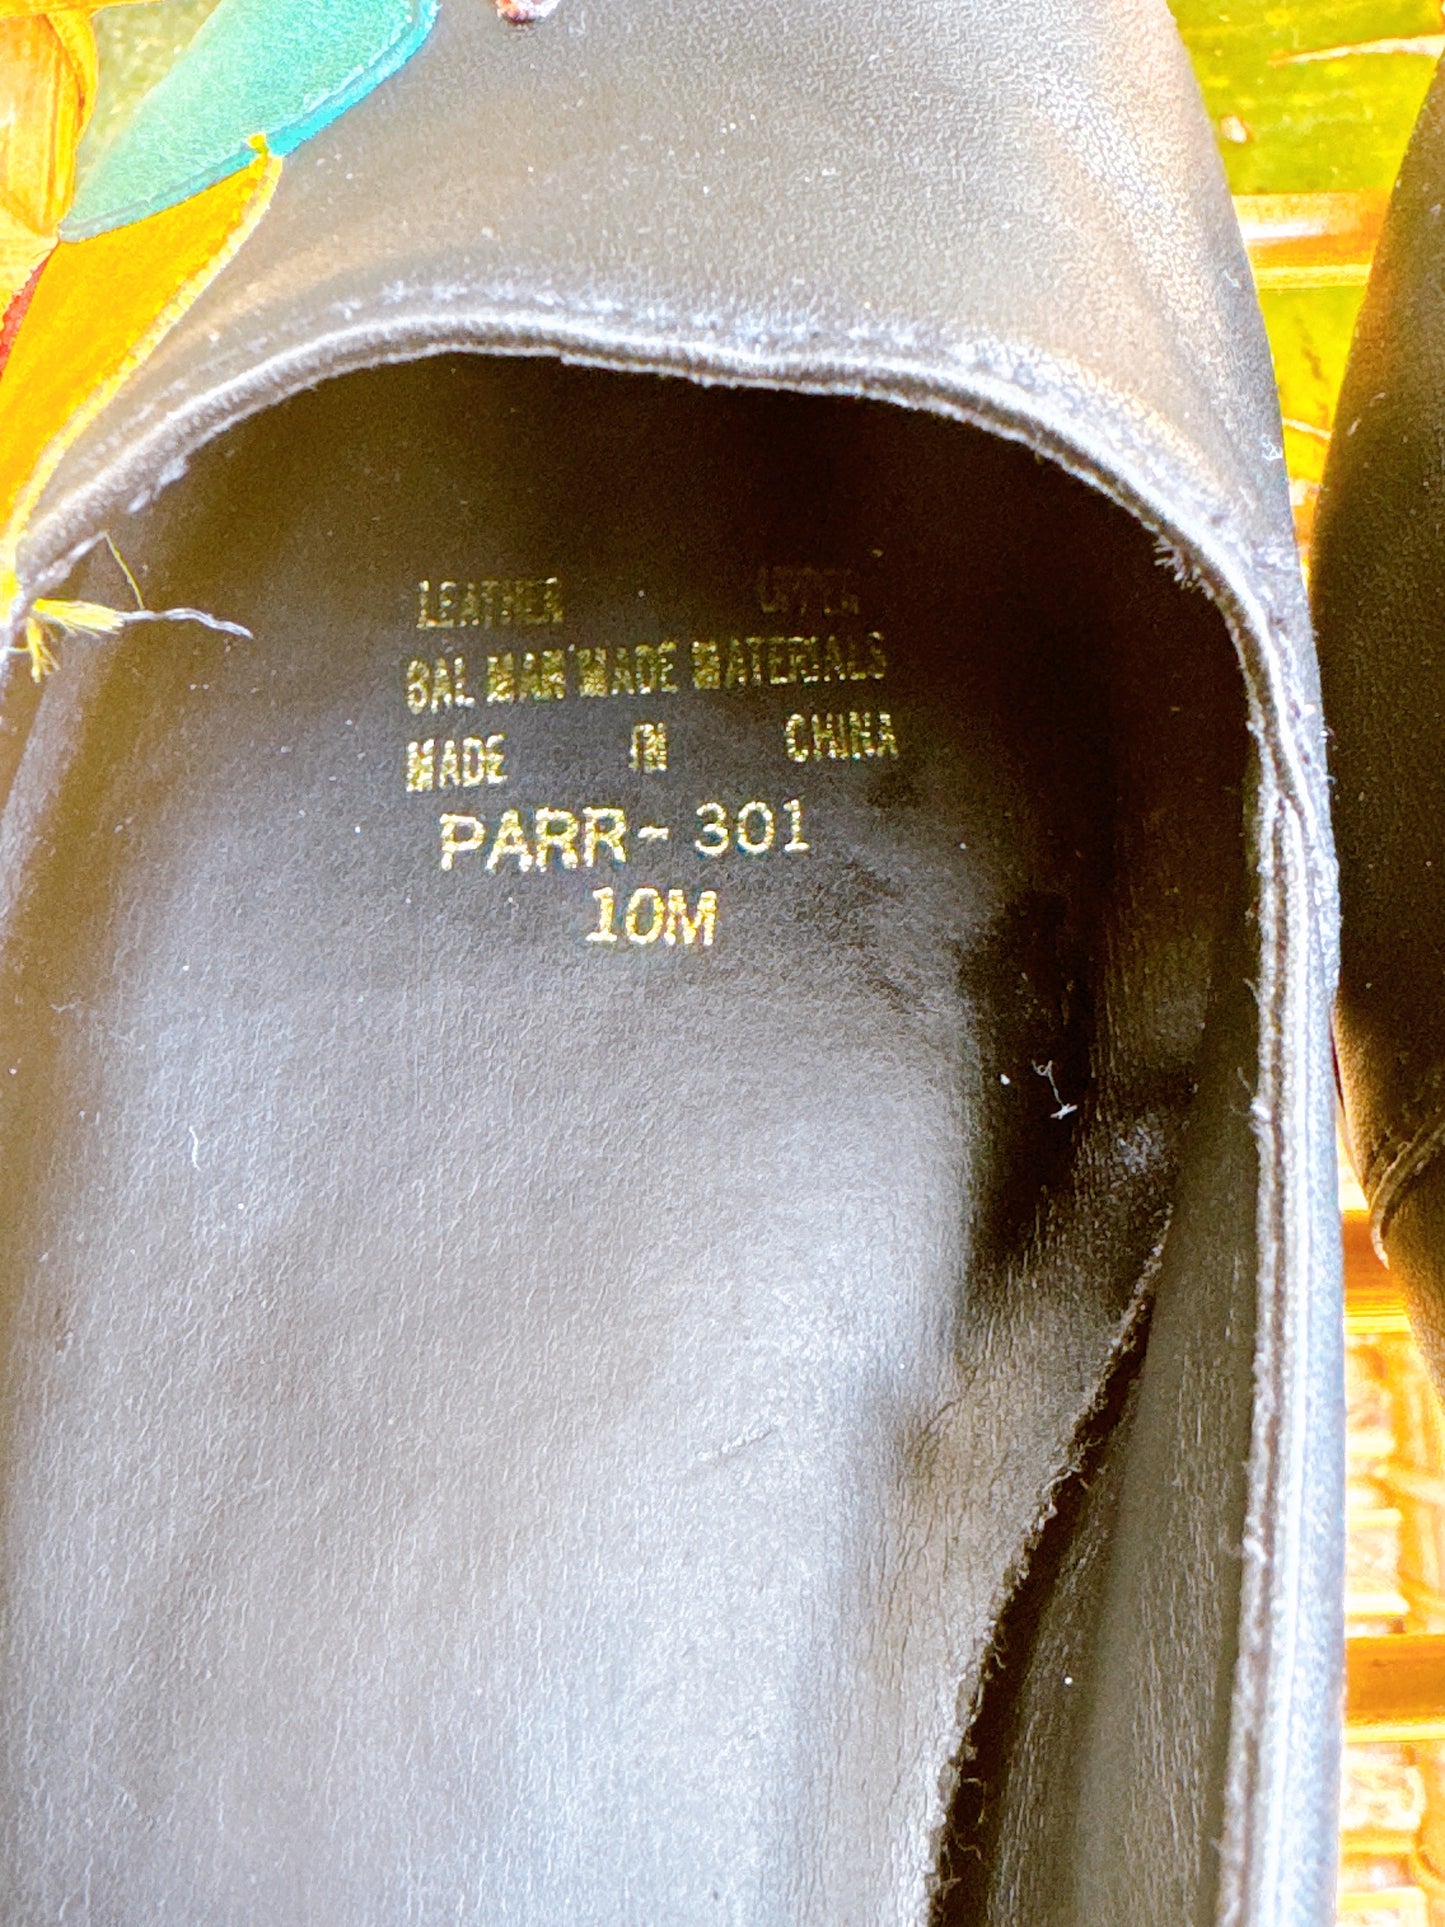 LEATHER UPPER
BAL MAN MADE MATERIALS
MADE IN CHINA
PARR-301
10M